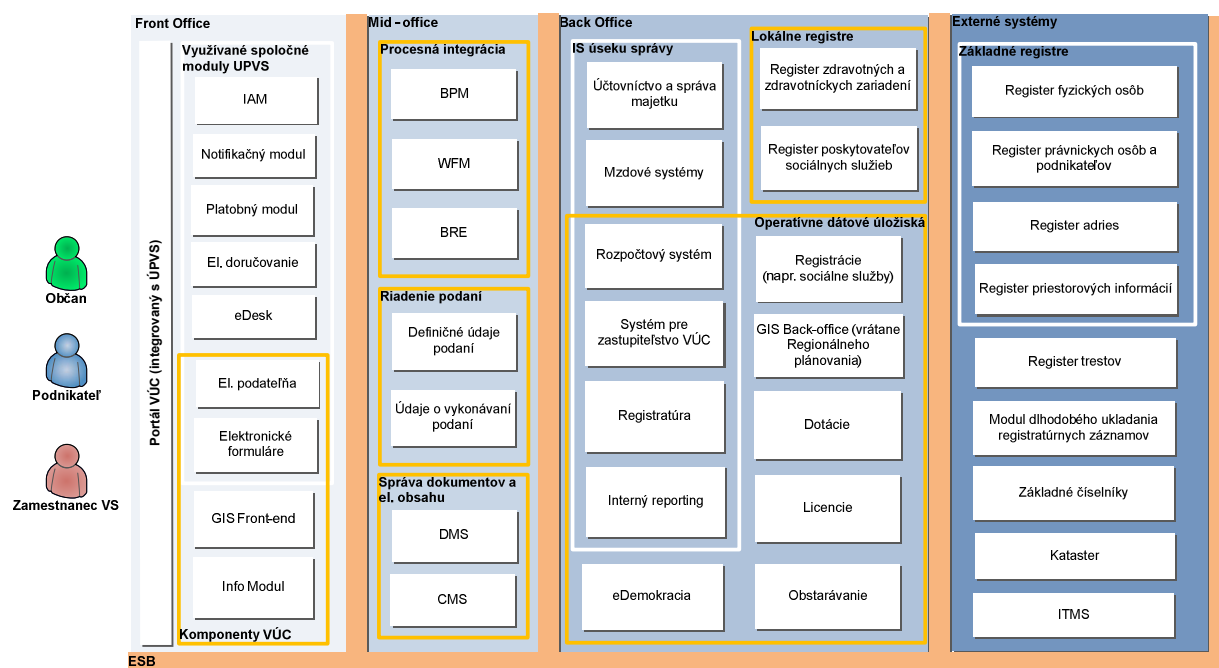 Občan
Podnikateľ
Zamestnanec VS
Front Office
Portál VÚC (integrovaný s ÚPVS)
Využívané spoločné
moduly UPVS
IAM
Notifikačný modul
Platobný modul
El. doručovanie
eDesk
El. podateľňa
Elektronické
formuláre
GIS Front-end
Info Modul
Komponenty VÚC
Mid - office
Procesná integrácia
BPM
WFM
BRE
Riadenie podaní
Definičné údaje
podaní
Údaje o vykonávaní
podaní
Správa dokumentov a
el. obsahu
DMS
CMS
Back Office
IS úseku správy
Účtovníctvo a správa
majetku
Mzdové systémy
Rozpočtový systém
Systém pre
zastupiteľstvo VÚC
Registratúra
Interný reporting
eDemokracia
Lokálne registre
Register zdravotných a
zdravotníckych zariadení
Register poskytovateľov
sociálnych služieb
Operatívne dátové úložiská
Registrácie
(napr. sociálne služby)
GIS Back-office (vrátane
Regionálneho
plánovania)
Dotácie
Licencie
Obstarávanie
Externé systémy
Základné registre
Register fyzických osôb
Register právnických osôb a
podnikateľov
Register adries
Register priestorových informácií
Register trestov
Modul dlhodobého ukladania
registratúrnych záznamov
Základné číselníky
Kataster
ITMS
ESB